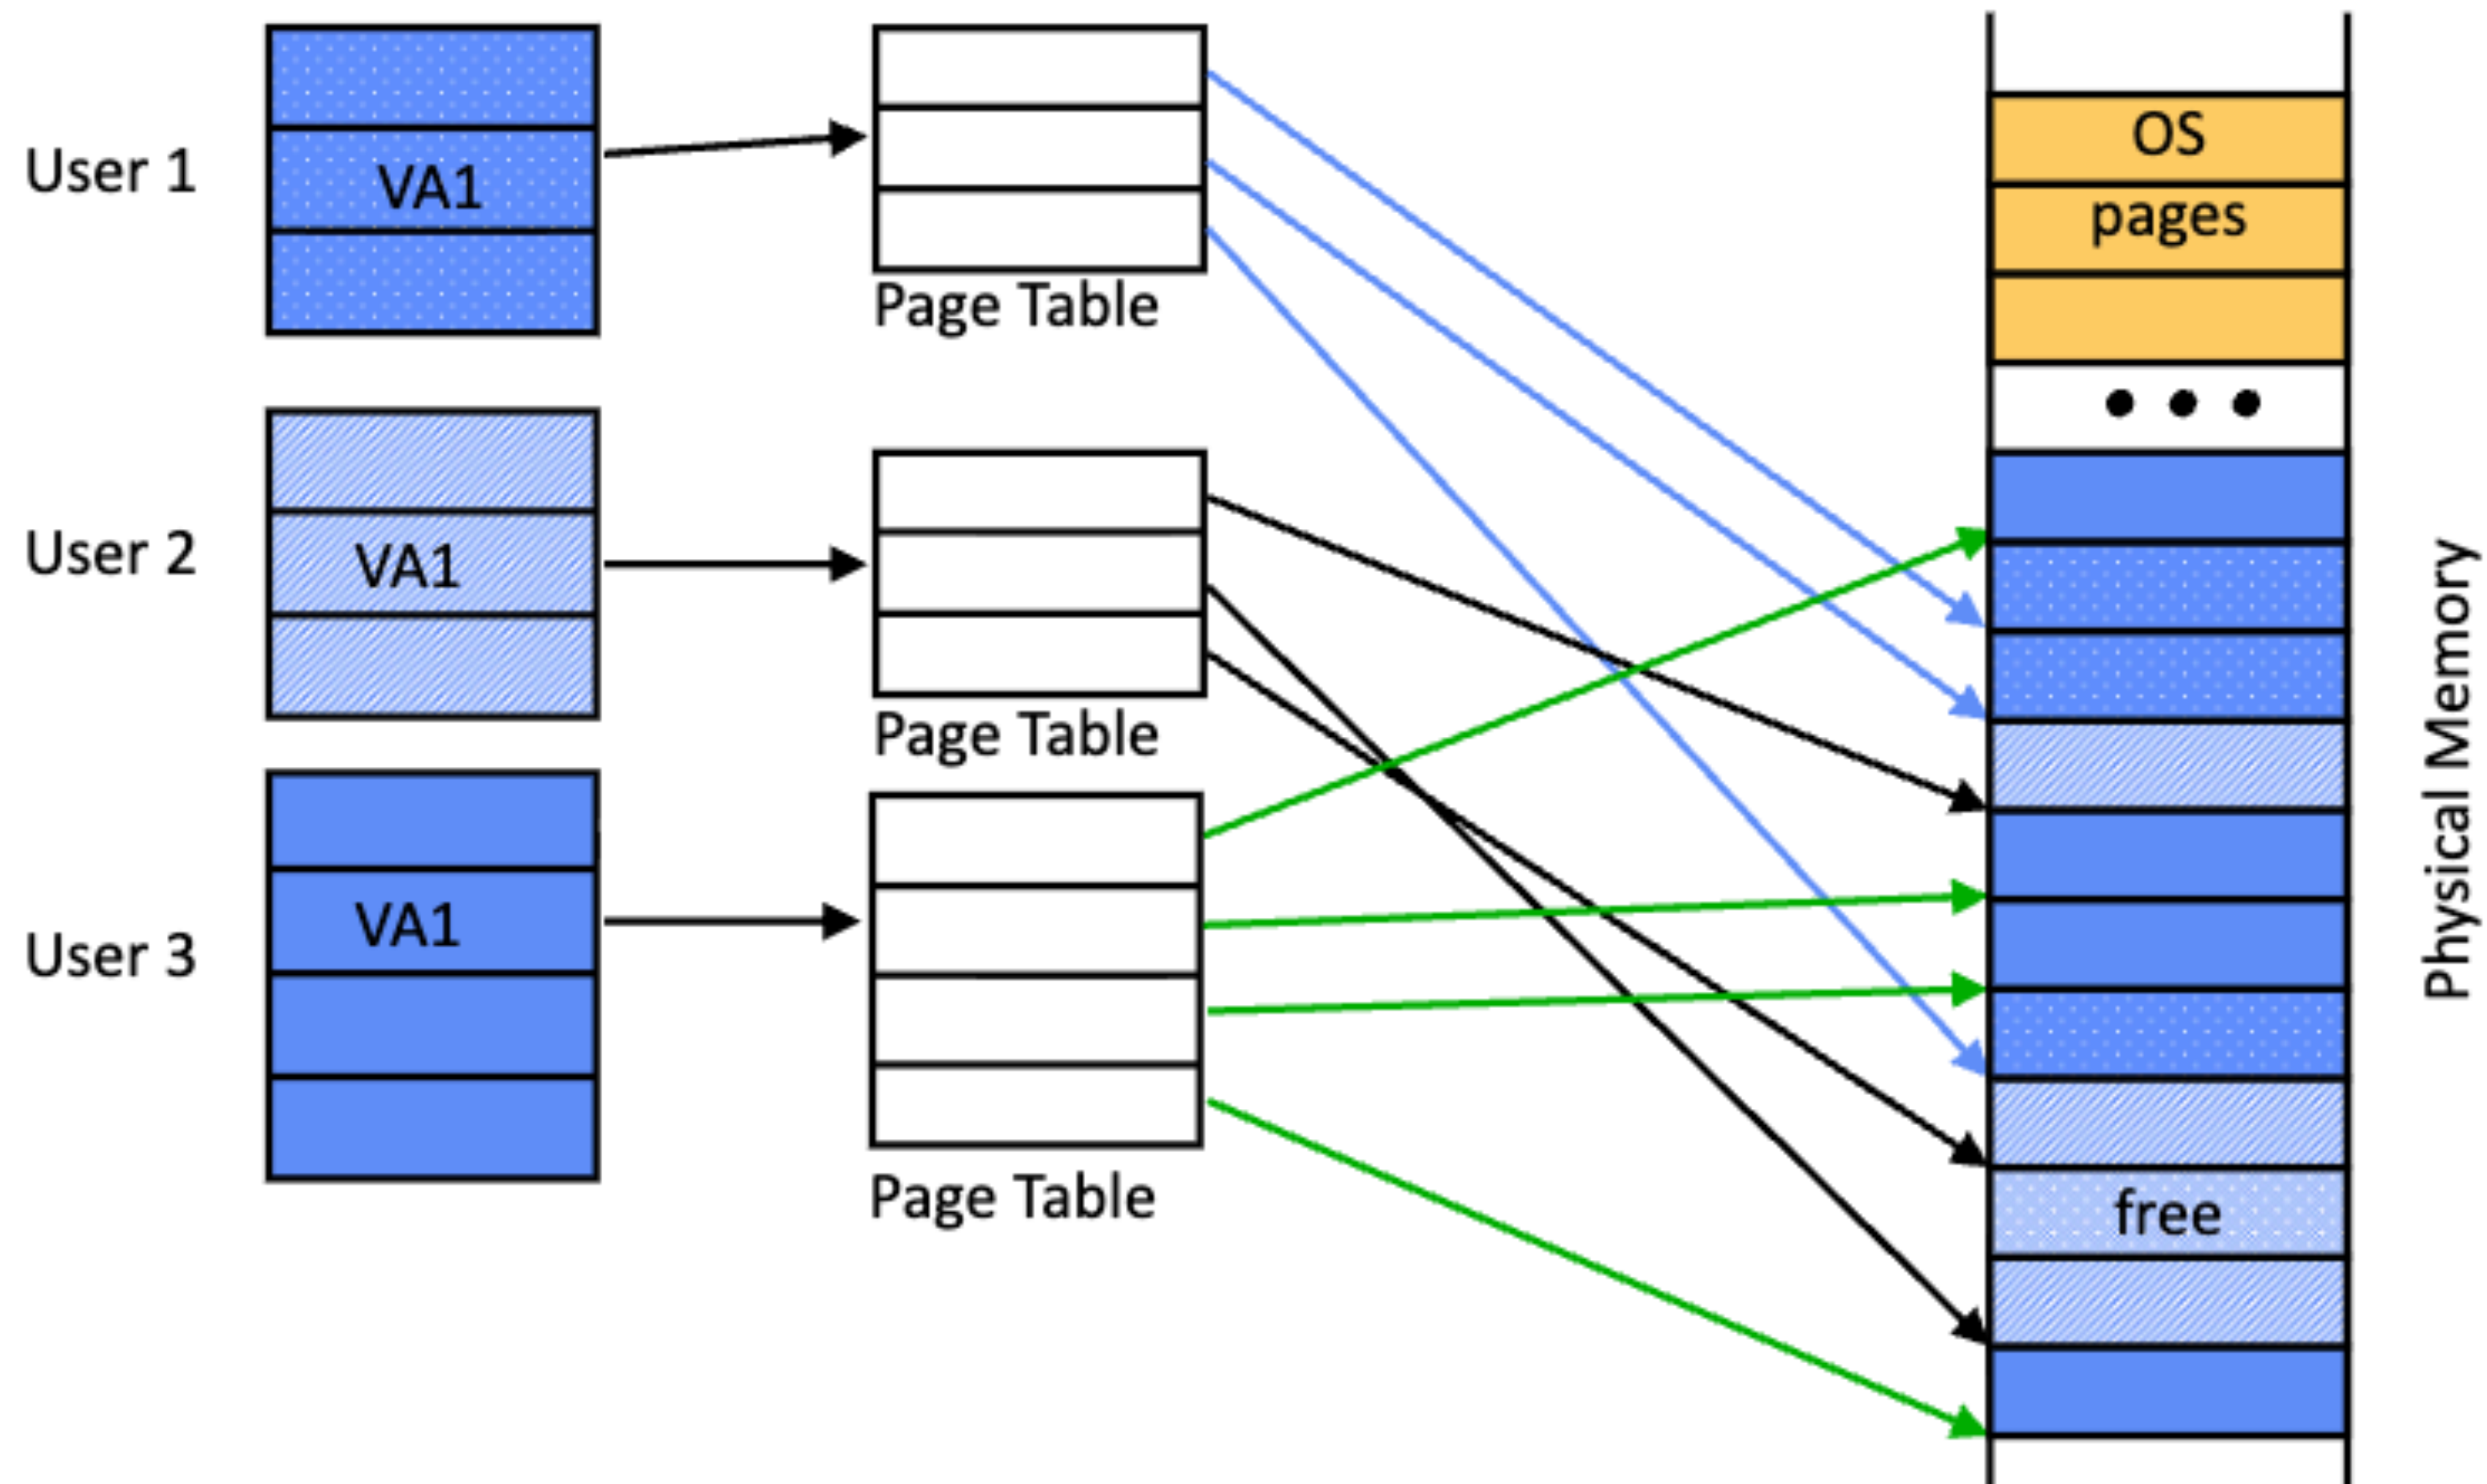 User 1
VA1
Page Table
User 2
VA1
Page Table
User 3
VA1
Page Table
OS
pages
free
Physical Memory